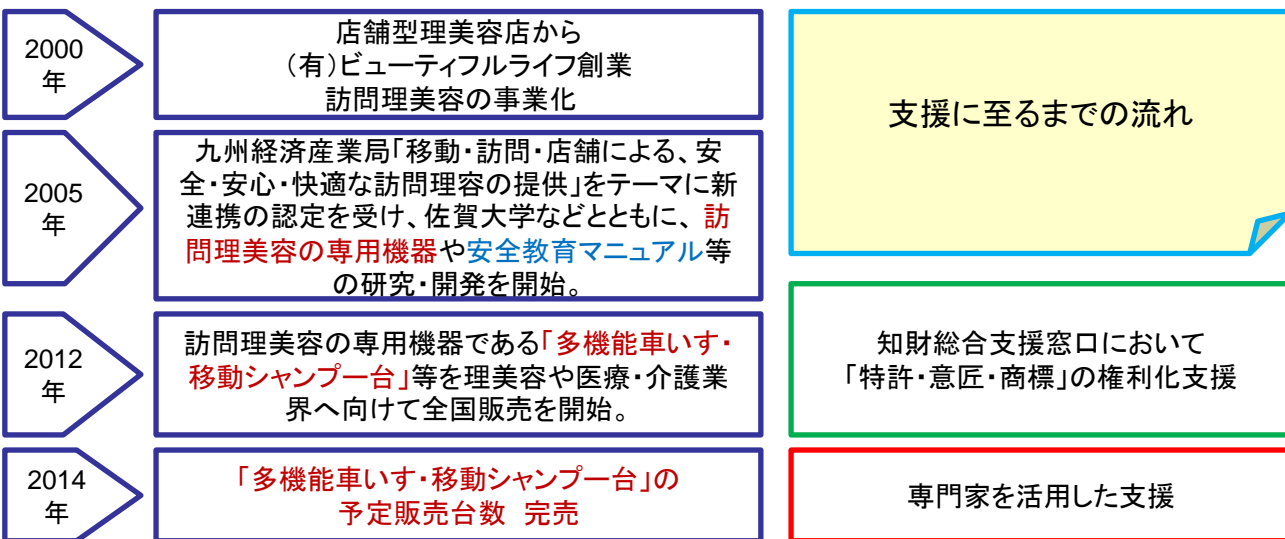 2000
年
店舗型理美容店から
(有)ビューティフルライフ創業
訪問理美容の事業化
2005
年
九州経済産業局「移動・訪問・店舗による、安
全・安心・快適な訪問理容の提供」をテーマに新
連携の認定を受け、佐賀大学などとともに、訪
問理美容の専用機器や安全教育マニュアル等
の研究・開発を開始。
2012
年
訪問理美容の専用機器である「多機能車いす・
移動シャンプー台」等を理美容や医療・介護業
界へ向けて全国販売を開始。
2014
年
「多機能車いす・移動シャンプー台」の
予定販売台数 完売
支援に至るまでの流れ
知財総合支援窓口において
「特許・意匠・商標」の権利化支援
専門家を活用した支援